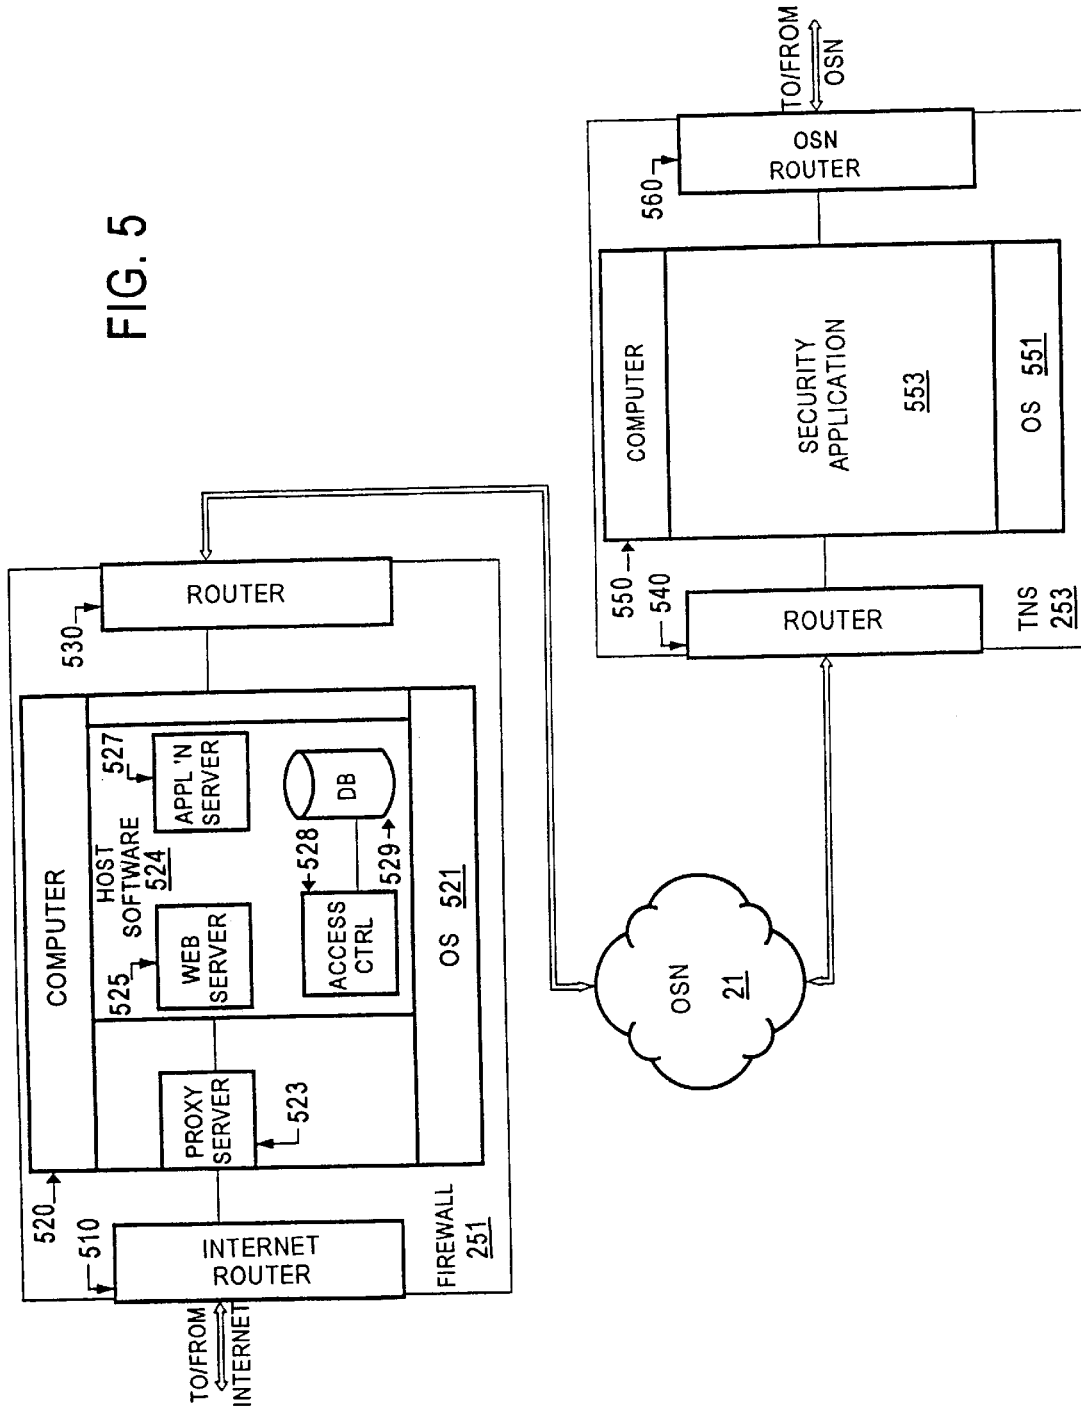 FIG. 5
COMPUTER
520
510
INTERNET
ROUTER
TO/FROM
INTERNET
FIREWALL
251
PROXY
SERVER
523
HOST
SOFTWARE
524
525
WEB
SERVER
527
APPL'N
SERVER
ACCESS
CTRL
528
DB
529
OS 521
530
ROUTER
OSN
21
540
ROUTER
TNS
253
550
COMPUTER
SECURITY
APPLICATION
553
OS 551
560
OSN
ROUTER
TO/FROM
OSN